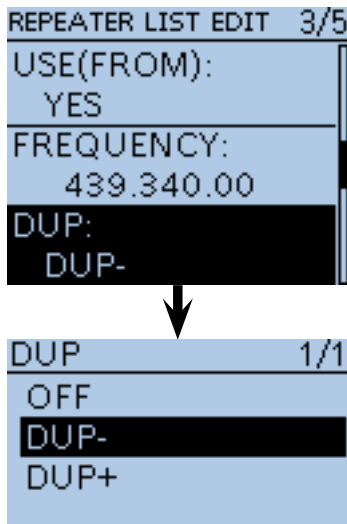 REPEATER LIST EDIT 3/5
USE(FROM):
YES
FREQUENCY:
439.340.00
DUP:
DUP-
DUP 1/1
OFF
DUP-
DUP+